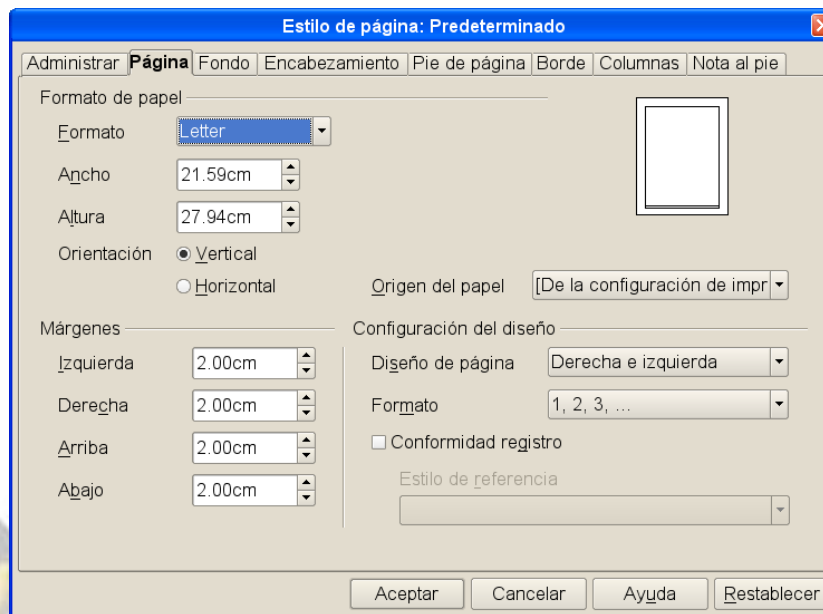 Estilo de página: Predeterminado
Administrar Página Fondo Encabezamiento Pie de página Borde Columnas Nota al pie
Formato de papel
Formato Letter
Ancho 21.59cm
Altura 27.94cm
Orientación Vertical
Horizontal
Origen del papel [De la configuración de impr
Márgenes
Izquierda 2.00cm
Derecha 2.00cm
Arriba 2.00cm
Abajo 2.00cm
Configuración del diseño
Diseño de página Derecha e izquierda
Formato 1, 2, 3, ...
Conformidad registro
Estilo de referencia
Aceptar Cancelar Ayuda Restablecer